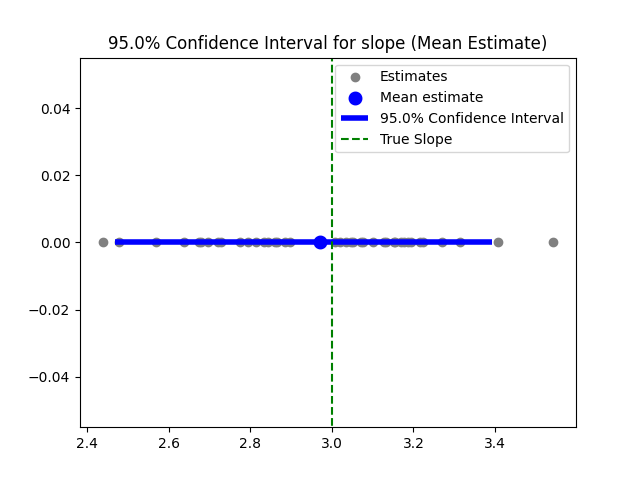 95.0% Confidence Interval for slope (Mean Estimate)
Estimates
Mean estimate
95.0% Confidence Interval
True Slope
0.04
0.02
0.00
−0.02
−0.04
2.4 2.6 2.8 3.0 3.2 3.4